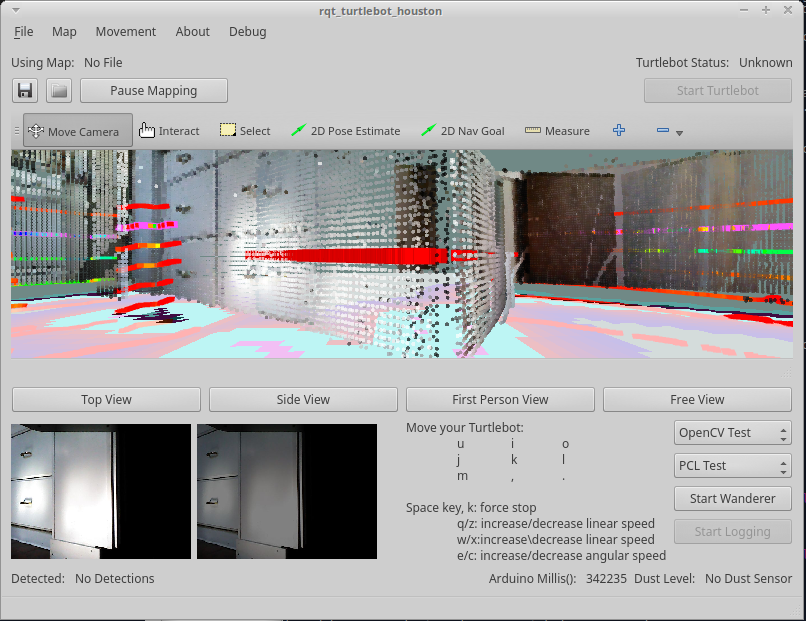 rqt_turtlebot_houston
File Map Movement About Debug
Using Map: No File Turtlebot Status: Unknown
Pause Mapping Start Turtlebot
Move Camera Interact Select 2D Pose Estimate 2D Nav Goal Measure
Top View Side View First Person View Free View
Move your Turtlebot:
u i o
j k l
m , .
Space key, k: force stop
q/z: increase/decrease linear speed
w/x:increase\decrease linear speed
e/c: increase/decrease angular speed
OpenCV Test
PCL Test
Start Wanderer
Start Logging
Detected: No Detections Arduino Millis(): 342235 Dust Level: No Dust Sensor